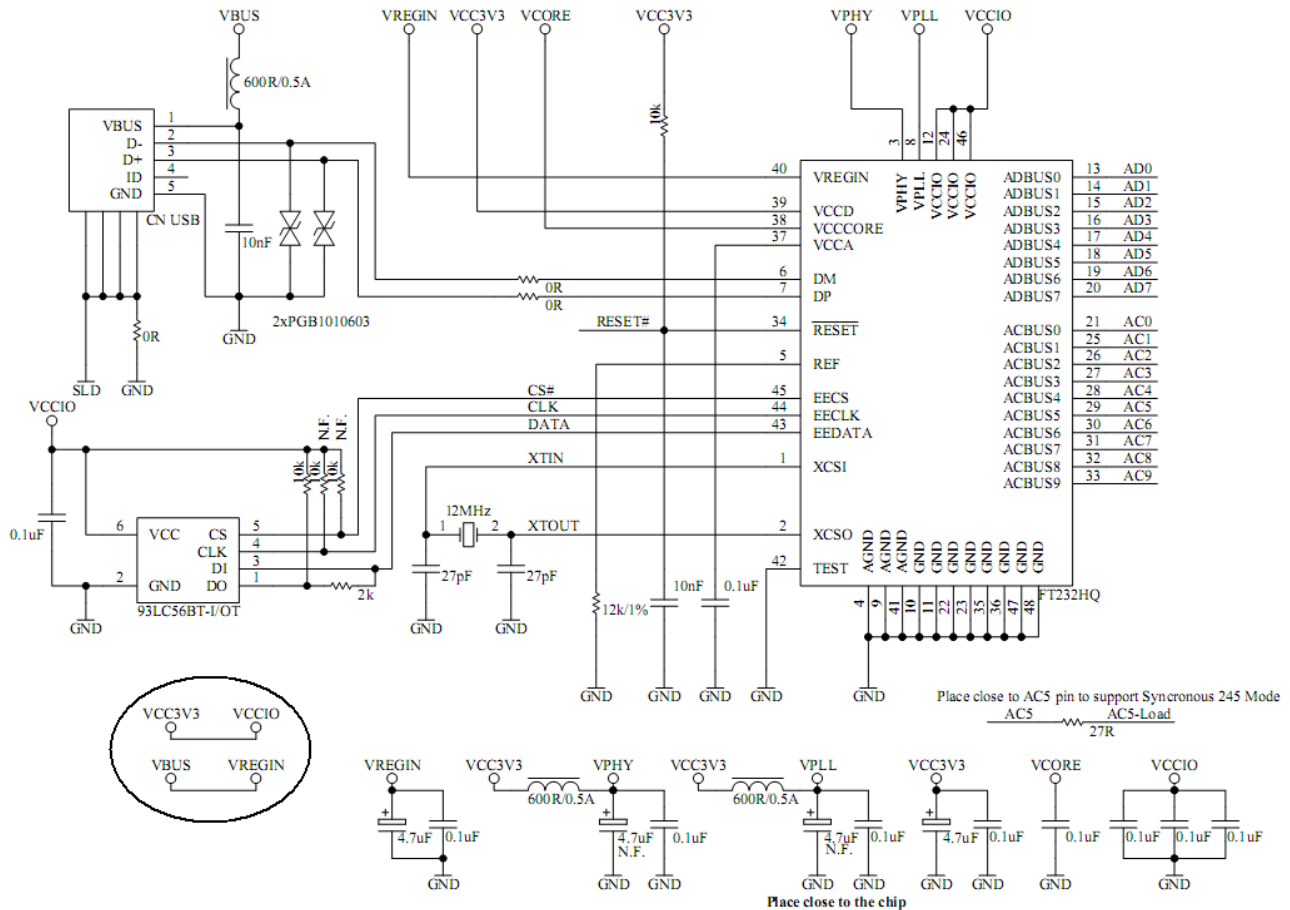 VBUS
VREGIN VCC3V3 VCORE
VCC3V3
VPHY VPLL VCCIO
600R/0.5A
10k
3 8 12 24 46
VBUS 1
D- 2
D+ 3
ID 4
GND 5
CN USB
10nF
2xPGB1010603
GND
0R
SLD GND
40 VREGIN
39 VCCD
38 VCCCORE
37 VCCA
6 DM
7 DP
0R
0R
RESET# 34 RESET
5 REF
CS# 45 EECS
CLK 44 EECLK
DATA 43 EEDATA
XTIN 1 XCSI
XTOUT 2 XCSO
42 TEST
VPHY VPLL VCCIO VCCIO VCCIO
ADBUS0 13 AD0
ADBUS1 14 AD1
ADBUS2 15 AD2
ADBUS3 16 AD3
ADBUS4 17 AD4
ADBUS5 18 AD5
ADBUS6 19 AD6
ADBUS7 20 AD7
ACBUS0 21 AC0
ACBUS1 25 AC1
ACBUS2 26 AC2
ACBUS3 27 AC3
ACBUS4 28 AC4
ACBUS5 29 AC5
ACBUS6 30 AC6
ACBUS7 31 AC7
ACBUS8 32 AC8
ACBUS9 33 AC9
AGND AGND AGND GND GND GND GND GND GND GND GND
4 9 41 10 11 22 23 35 36 47 48
FT232HQ
GND
VCCIO
N.F. N.F.
10k 10k 10k
0.1uF
6 VCC CS 5
CLK 4
DI 3
2 GND DO 1
2k
93LC56BT-I/OT
GND
1 12MHz 2
27pF 27pF
GND GND
12k/1%
10nF 0.1uF
GND GND GND GND
Place close to AC5 pin to support Syncronous 245 Mode
AC5 AC5-Load
27R
VCC3V3 VCCIO
VBUS VREGIN
VREGIN VCC3V3 VPHY VCC3V3 VPLL VCC3V3 VCORE VCCIO
600R/0.5A 600R/0.5A
+ + + +
4.7uF 0.1uF 4.7uF 0.1uF 4.7uF 0.1uF 4.7uF 0.1uF 0.1uF 0.1uF 0.1uF 0.1uF
N.F. N.F.
GND GND GND GND GND GND GND GND GND
Place close to the chip